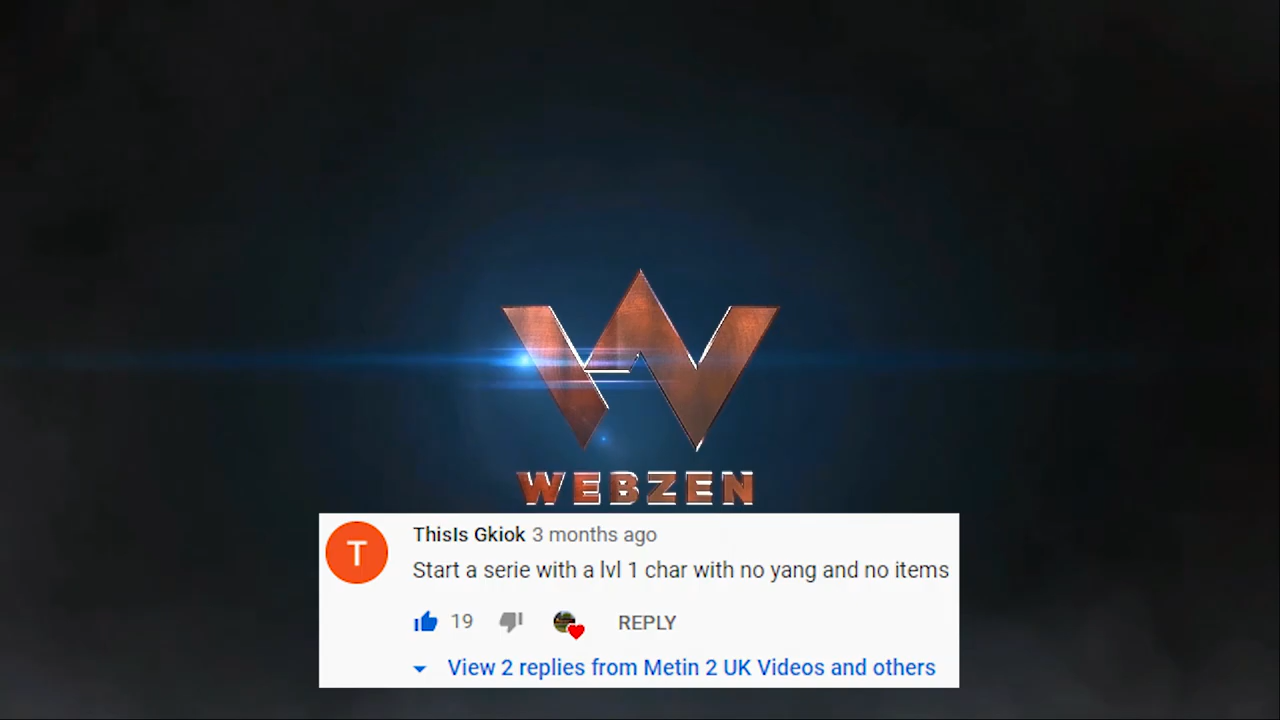 WEBZEN
T
ThisIs Gkiok 3 months ago
Start a serie with a lvl 1 char with no yang and no items
19 REPLY
View 2 replies from Metin 2 UK Videos and others